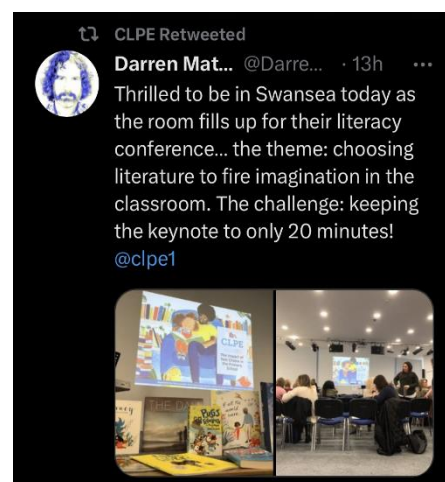 CLPE Retweeted
Darren Mat... @Darre... · 13h
Thrilled to be in Swansea today as
the room fills up for their literacy
conference... the theme: choosing
literature to fire imagination in the
classroom. The challenge: keeping
the keynote to only 20 minutes!
@clpe1
CLPE
THE DAM